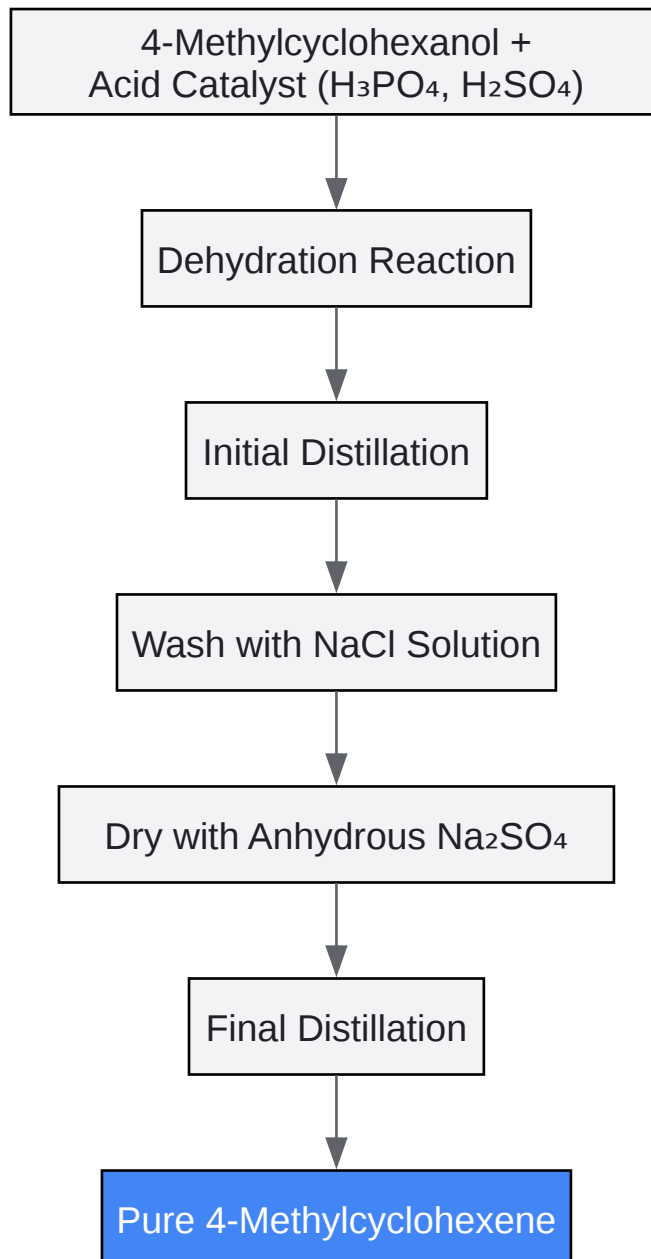 4-Methylcyclohexanol +
Acid Catalyst (H₃PO₄, H₂SO₄)
Dehydration Reaction
Initial Distillation
Wash with NaCl Solution
Dry with Anhydrous Na₂SO₄
Final Distillation
Pure 4-Methylcyclohexene